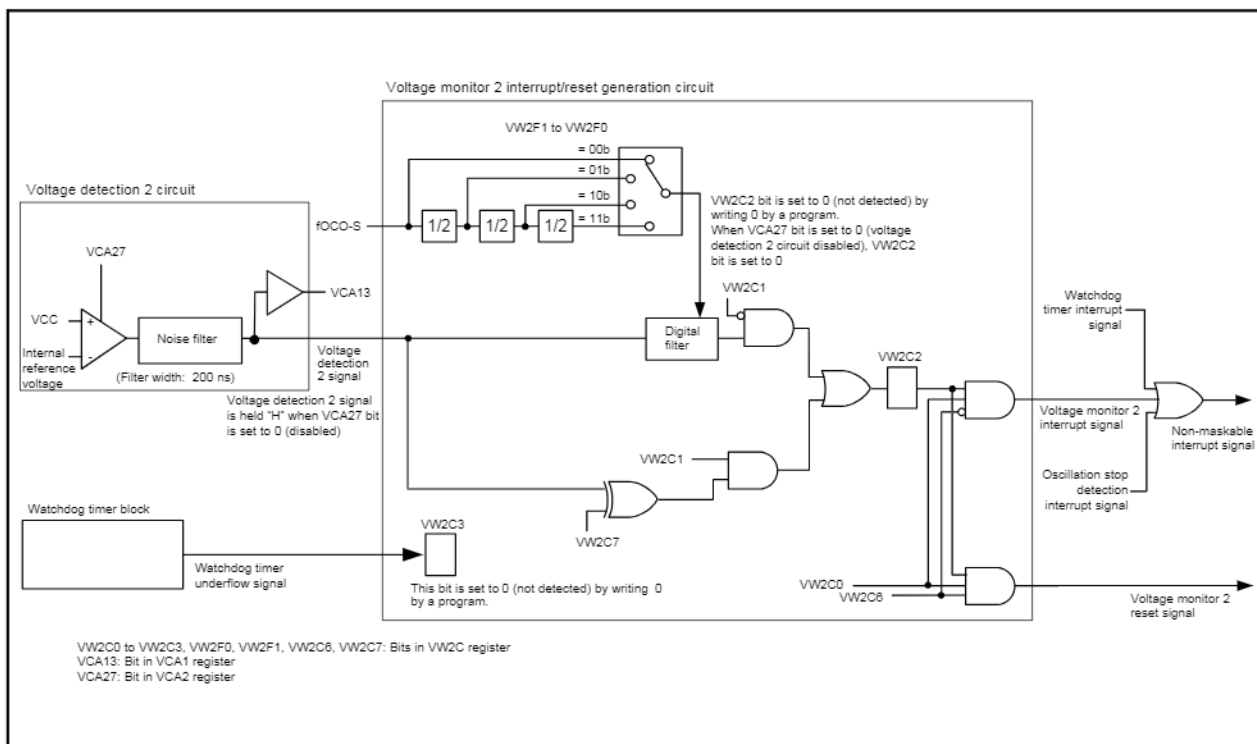 Voltage monitor 2 interrupt/reset generation circuit
VW2F1 to VW2F0
= 00b
= 01b
= 10b
= 11b
fOCO-S
1/2
1/2
1/2
VW2C2 bit is set to 0 (not detected) by
writing 0 by a program.
When VCA27 bit is set to 0 (voltage
detection 2 circuit disabled), VW2C2
bit is set to 0
Voltage detection 2 circuit
VCA27
VCA13
VCC
+
-
Internal
reference
voltage
Noise filter
(Filter width: 200 ns)
Voltage
detection
2 signal
Voltage detection 2 signal
is held "H" when VCA27 bit
is set to 0 (disabled)
Digital
filter
VW2C1
VW2C2
VW2C1
VW2C7
Watchdog
timer interrupt
signal
Voltage monitor 2
interrupt signal
Non-maskable
interrupt signal
Oscillation stop
detection
interrupt signal
Watchdog timer block
Watchdog timer
underflow signal
VW2C3
This bit is set to 0 (not detected) by writing 0
by a program.
VW2C0
VW2C6
Voltage monitor 2
reset signal
VW2C0 to VW2C3, VW2F0, VW2F1, VW2C6, VW2C7: Bits in VW2C register
VCA13: Bit in VCA1 register
VCA27: Bit in VCA2 register